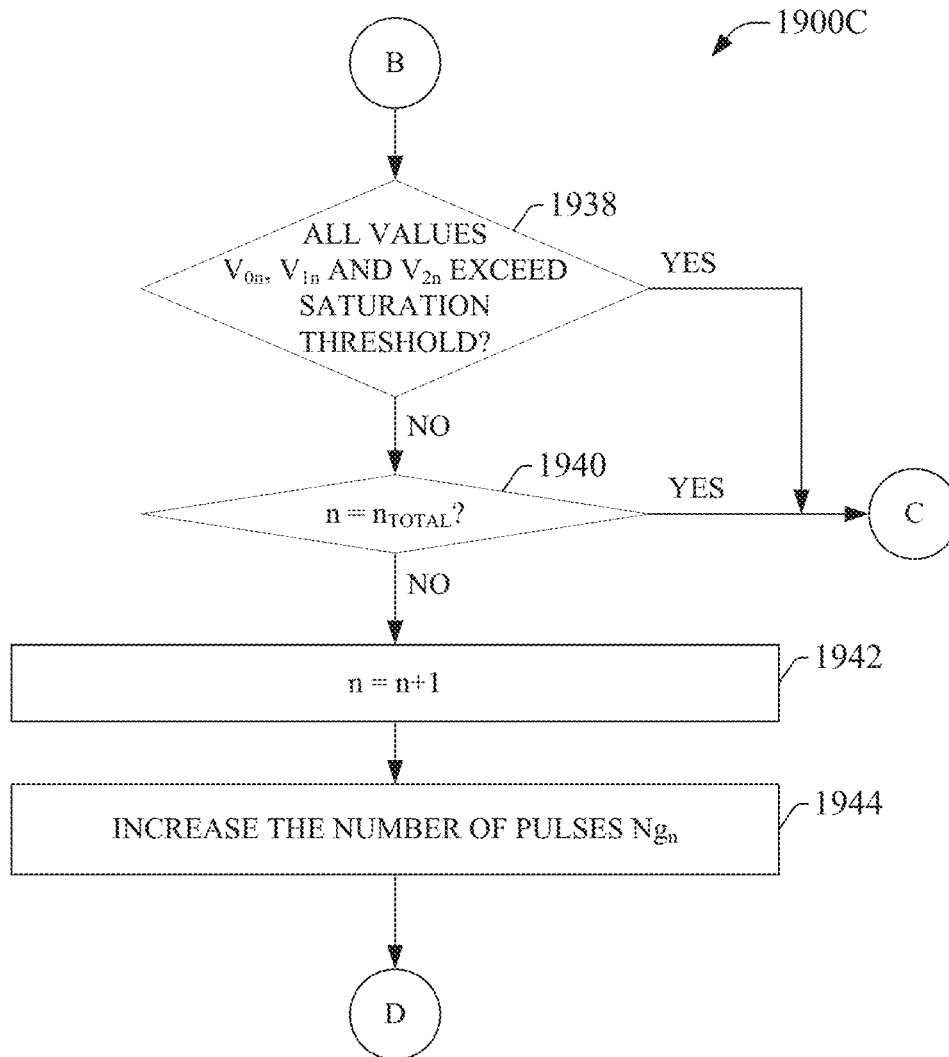 1900C
B
1938
ALL VALUES
V₀ₙ, V₁ₙ AND V₂ₙ EXCEED
SATURATION
THRESHOLD?
YES
NO
1940
n = n_TOTAL?
YES
C
NO
1942
n = n+1
1944
INCREASE THE NUMBER OF PULSES Ngₙ
D